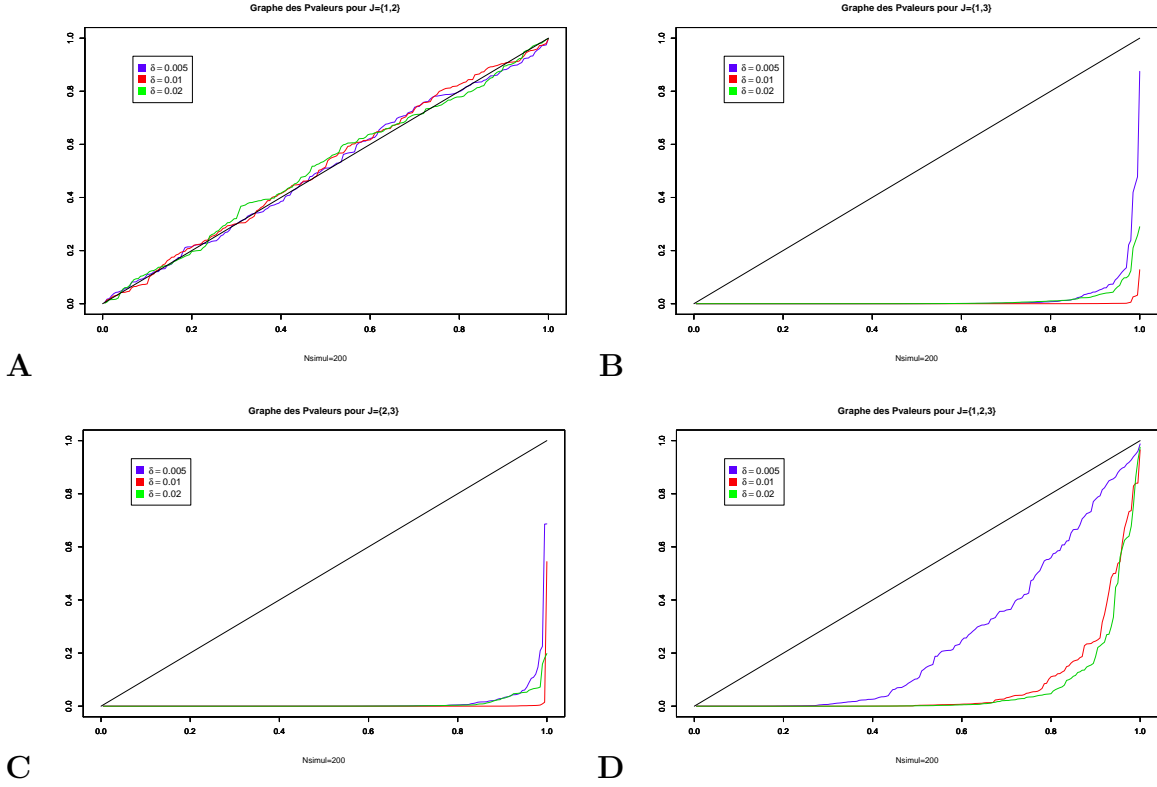 Graphe des Pvaleurs pour J={1,2}
1.0
0.8
0.6
0.4
0.2
0.0
δ = 0.005
δ = 0.01
δ = 0.02
0.0 0.2 0.4 0.6 0.8 1.0
Nsimul=200
A
Graphe des Pvaleurs pour J={1,3}
1.0
0.8
0.6
0.4
0.2
0.0
δ = 0.005
δ = 0.01
δ = 0.02
0.0 0.2 0.4 0.6 0.8 1.0
Nsimul=200
B
Graphe des Pvaleurs pour J={2,3}
1.0
0.8
0.6
0.4
0.2
0.0
δ = 0.005
δ = 0.01
δ = 0.02
0.0 0.2 0.4 0.6 0.8 1.0
Nsimul=200
C
Graphe des Pvaleurs pour J={1,2,3}
1.0
0.8
0.6
0.4
0.2
0.0
δ = 0.005
δ = 0.01
δ = 0.02
0.0 0.2 0.4 0.6 0.8 1.0
Nsimul=200
D